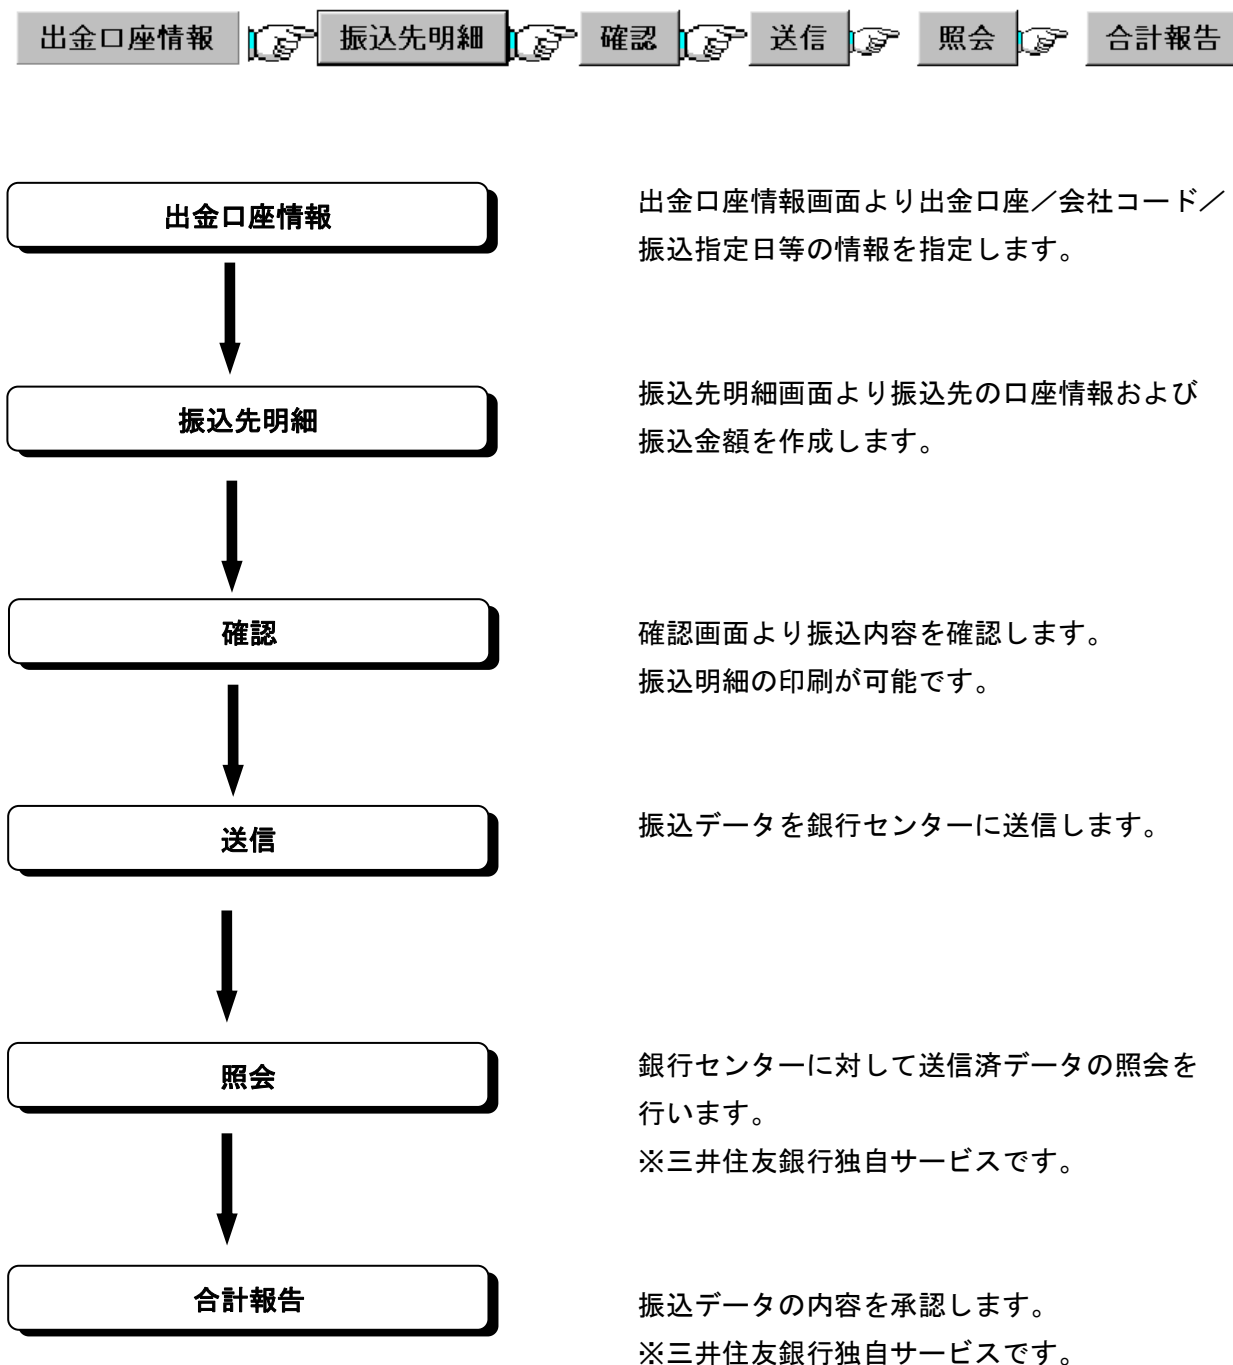 出金口座情報 振込先明細 確認 送信 照会 合計報告
出金口座情報
出金口座情報画面より出金口座／会社コード／
振込指定日等の情報を指定します。
振込先明細
振込先明細画面より振込先の口座情報および
振込金額を作成します。
確認
確認画面より振込内容を確認します。
振込明細の印刷が可能です。
送信
振込データを銀行センターに送信します。
照会
銀行センターに対して送信済データの照会を
行います。
※三井住友銀行独自サービスです。
合計報告
振込データの内容を承認します。
※三井住友銀行独自サービスです。